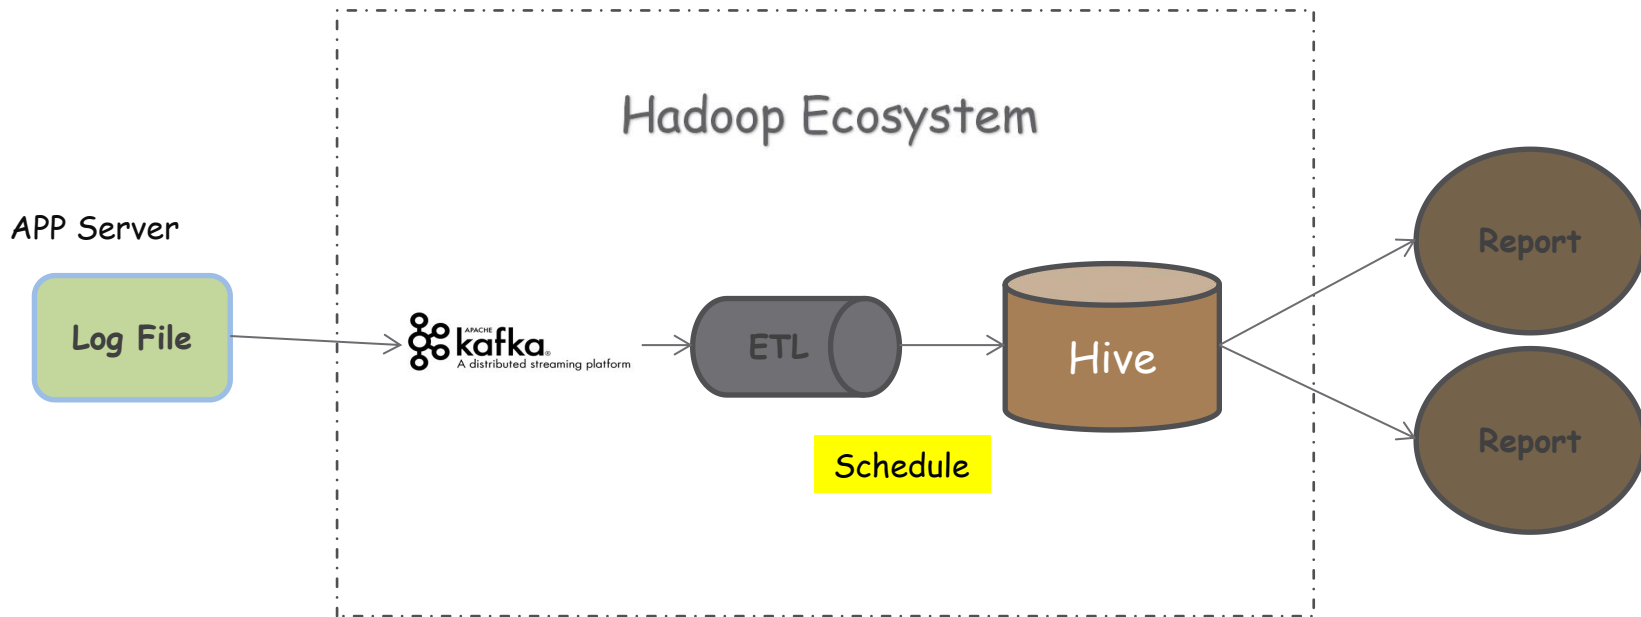 Hadoop Ecosystem
APP Server
Log File
APACHE
kafka®
A distributed streaming platform
ETL
Hive
Schedule
Report
Report